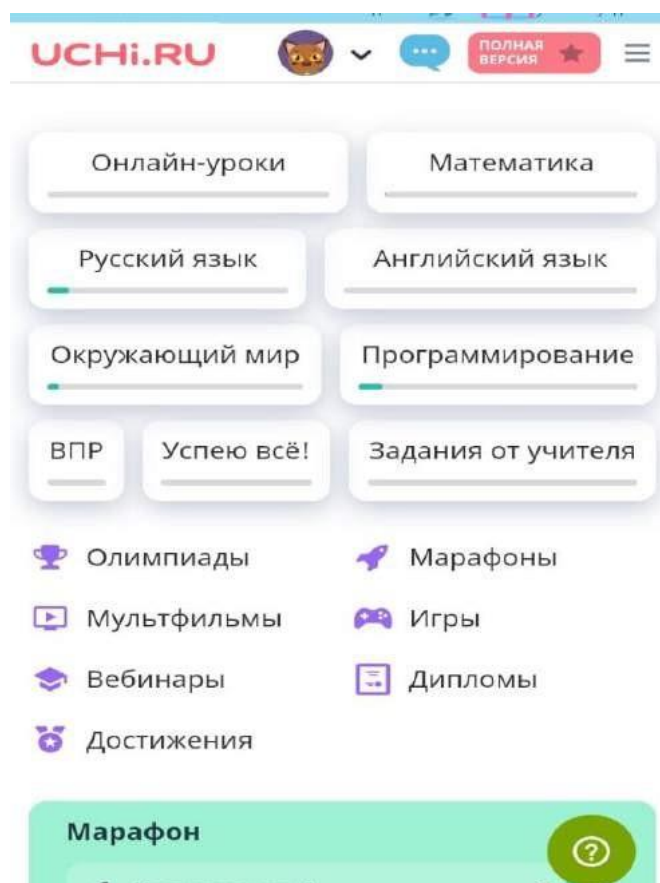 UCHi.RU
ПОЛНАЯ
ВЕРСИЯ
Онлайн-уроки Математика
Русский язык Английский язык
Окружающий мир Программирование
ВПР Успею всё! Задания от учителя
Олимпиады Марафоны
Мультфильмы Игры
Вебинары Дипломы
Достижения
Марафон